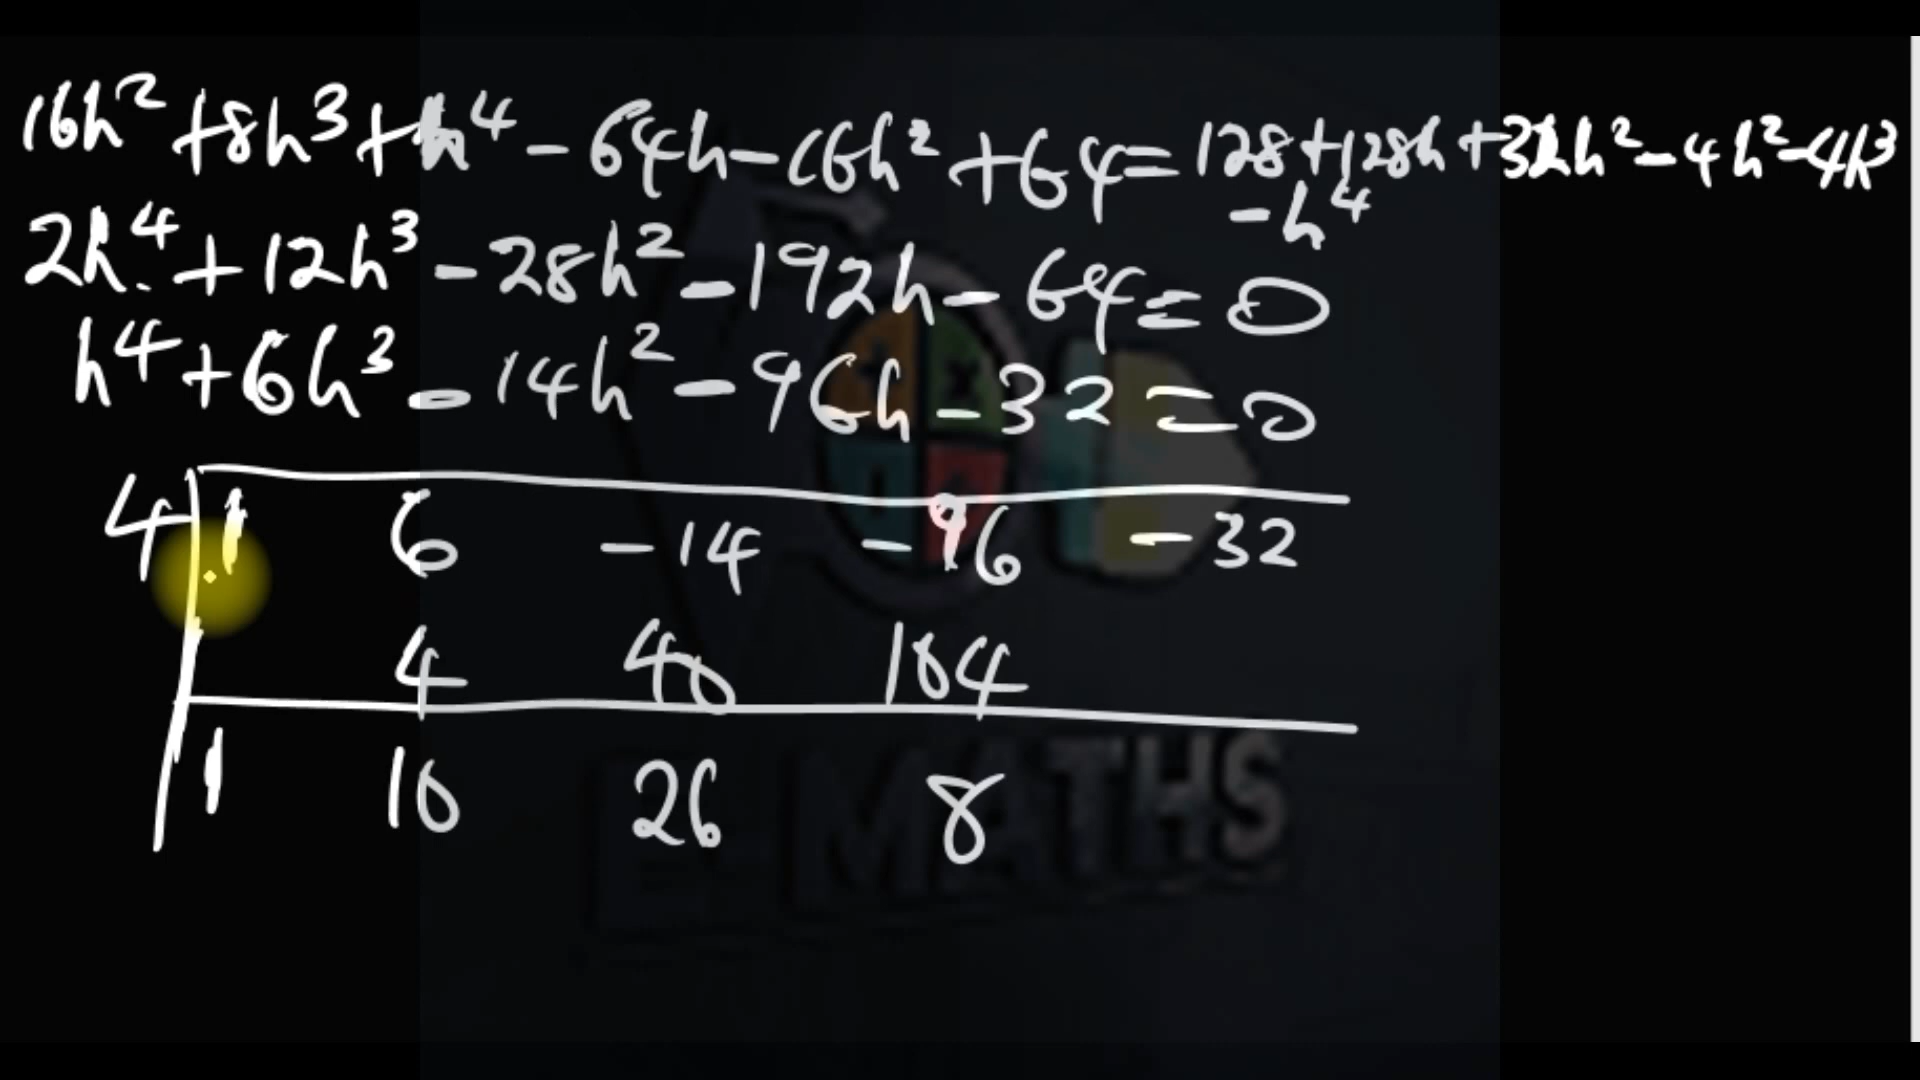 16h² + 8h³ + h⁴ - 64h - 16h² + 64 = 128 + 128h + 32h² - 4h² - 4h³
- h⁴
2h⁴ + 12h³ - 28h² - 192h - 64 = 0
h⁴ + 6h³ - 14h² - 96h - 32 = 0
4 1 6 -14 -96 -32
4 40 104
1 10 26 8
MATHS